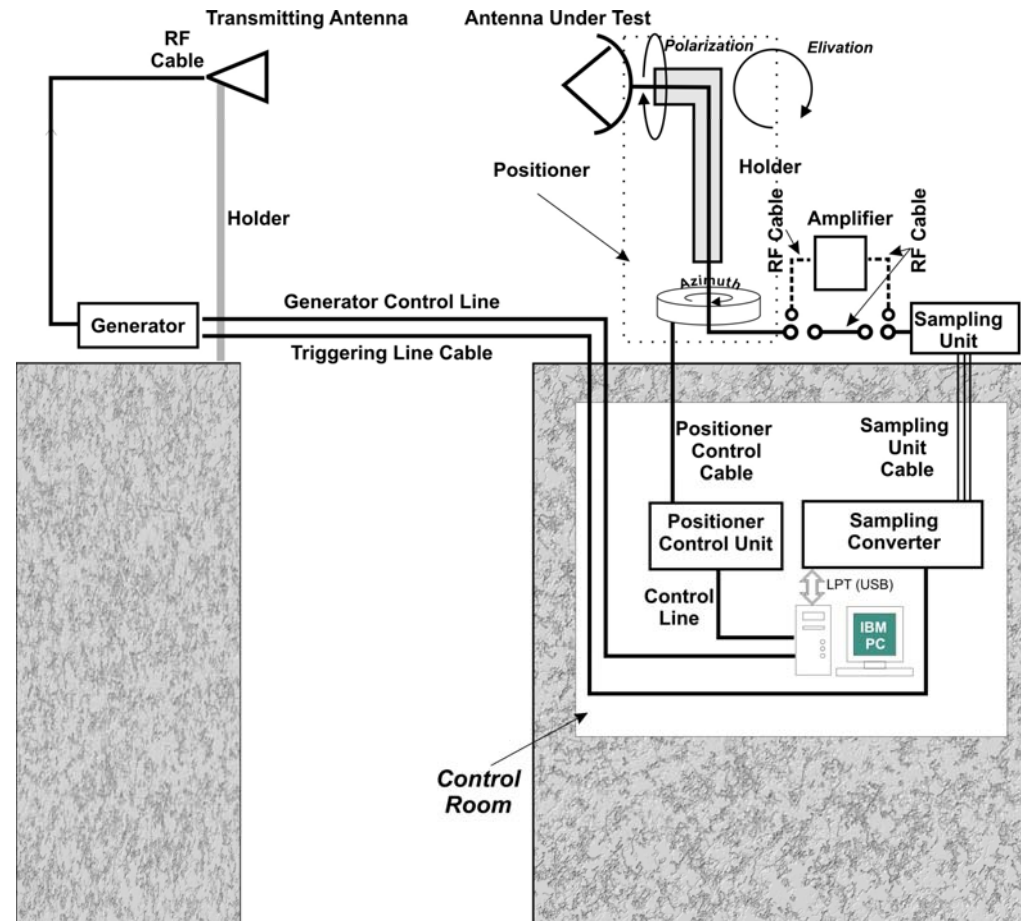 Transmitting Antenna
Antenna Under Test
RF
Cable
Polarization
Elivation
Positioner
Holder
Holder
Amplifier
RF Cable
RF Cable
Azimuth
Generator Control Line
Generator
Triggering Line Cable
Sampling
Unit
Positioner
Control
Cable
Sampling
Unit
Cable
Positioner
Control Unit
Sampling
Converter
LPT (USB)
Control
Line
IBM
PC
Control
Room